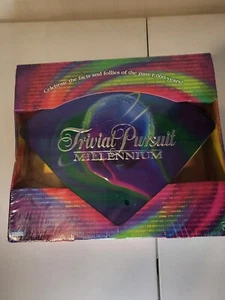 Celebrate the facts and follies of the past 1,000 years!
Trivial Pursuit
MILLENNIUM